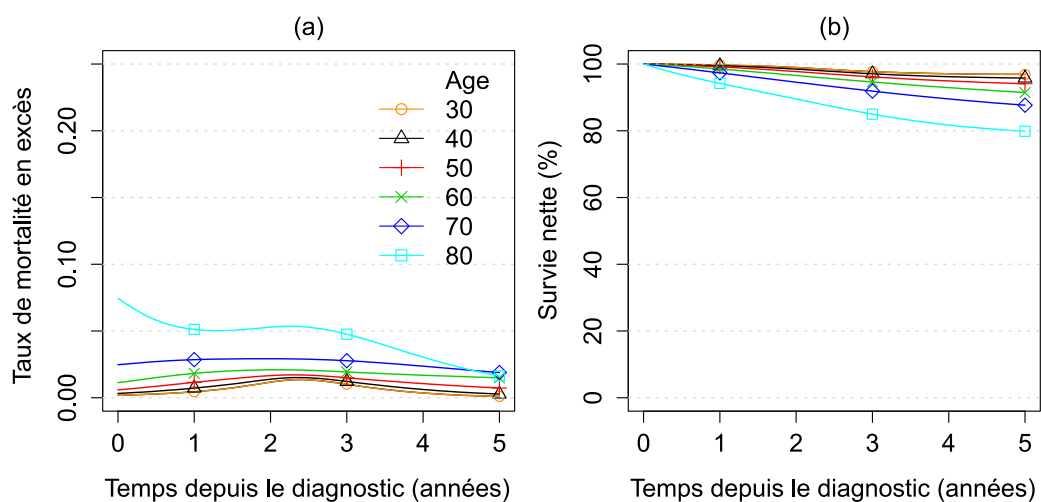 (a)
Taux de mortalité en excès
0.00
0.10
0.20
Age
30
40
50
60
70
80
0 1 2 3 4 5
Temps depuis le diagnostic (années)
(b)
Survie nette (%)
0
20
40
60
80
100
0 1 2 3 4 5
Temps depuis le diagnostic (années)